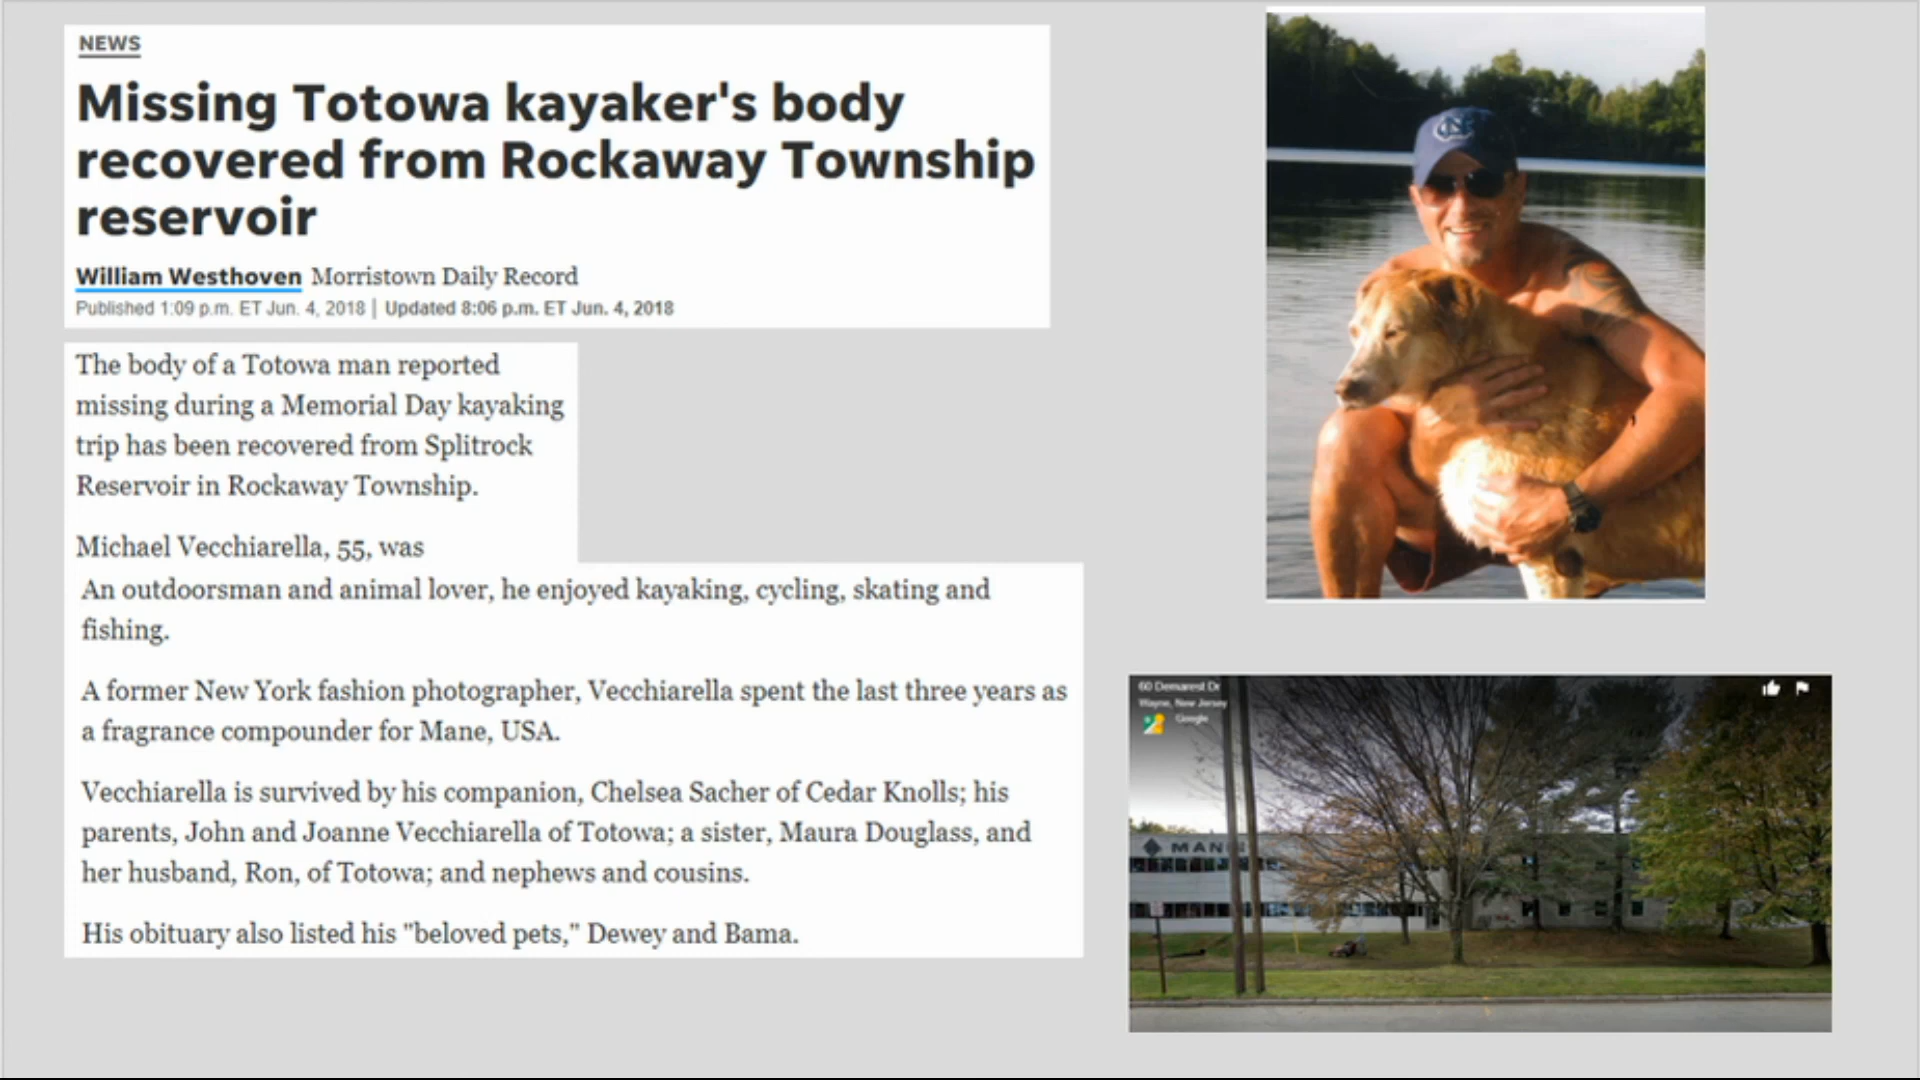 NEWS
Missing Totowa kayaker's body
recovered from Rockaway Township
reservoir
William Westhoven Morristown Daily Record
Published 1:09 p.m. ET Jun. 4, 2018 | Updated 8:06 p.m. ET Jun. 4, 2018
The body of a Totowa man reported
missing during a Memorial Day kayaking
trip has been recovered from Splitrock
Reservoir in Rockaway Township.
Michael Vecchiarella, 55, was
An outdoorsman and animal lover, he enjoyed kayaking, cycling, skating and
fishing.
A former New York fashion photographer, Vecchiarella spent the last three years as
a fragrance compounder for Mane, USA.
Vecchiarella is survived by his companion, Chelsea Sacher of Cedar Knolls; his
parents, John and Joanne Vecchiarella of Totowa; a sister, Maura Douglass, and
her husband, Ron, of Totowa; and nephews and cousins.
His obituary also listed his "beloved pets," Dewey and Bama.
NC
60 Demarest Dr
Wayne, New Jersey
Google